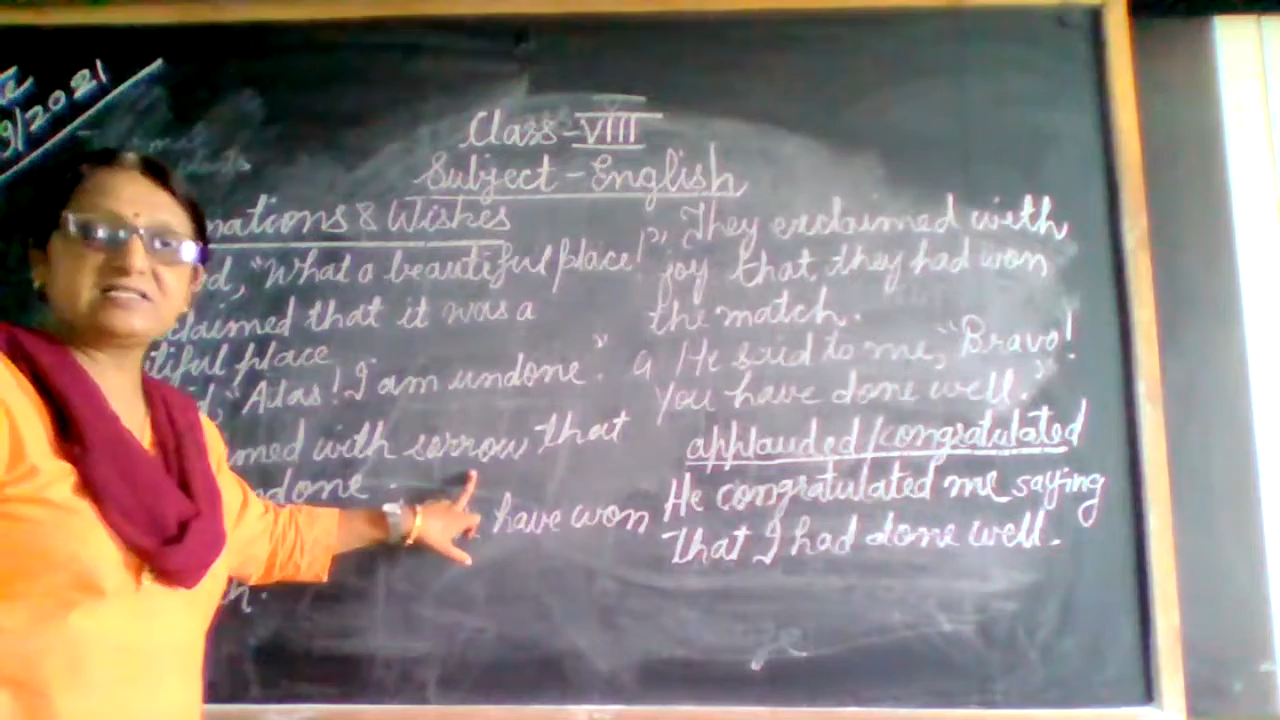 9/2021
Class-VIII
Subject-English
nations & Wishes
"What a beautiful place!"
claimed that it was a
tiful place
"Alas! I am undone."
med with sorrow that
ndone.
have won
h.
They exclaimed with
joy that they had won
the match.
4 He said to me, "Bravo!
You have done well."
applauded/congratulated
He congratulated me saying
that I had done well.